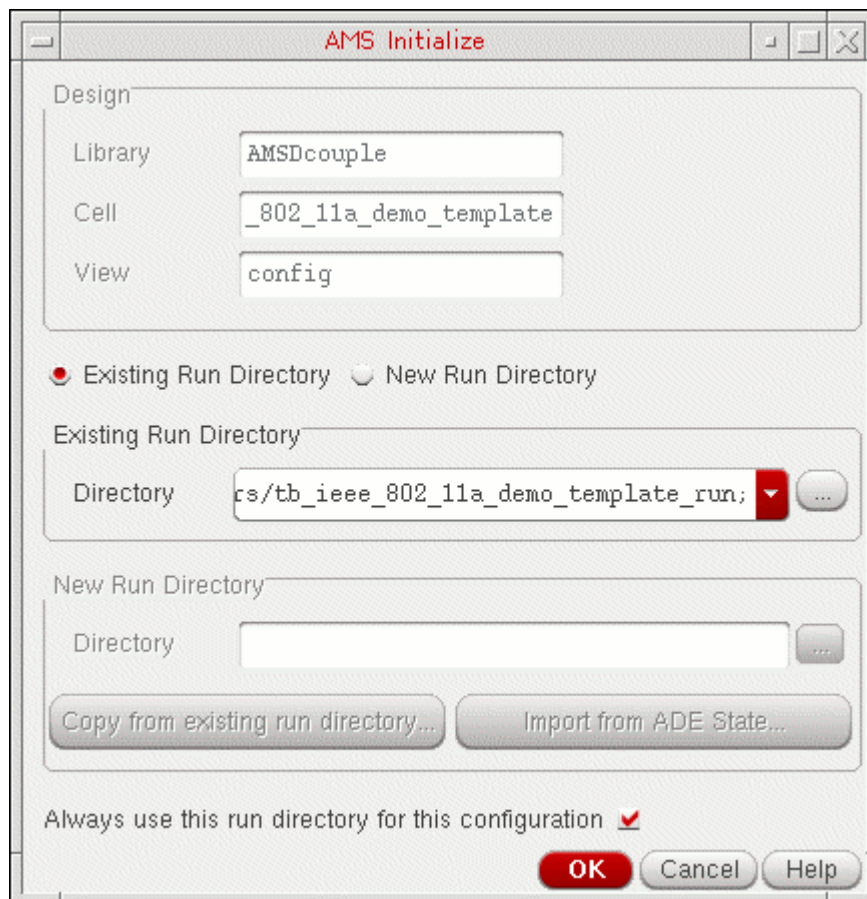 AMS Initialize
Design
Library AMSDcouple
Cell _802_11a_demo_template
View config
Existing Run Directory New Run Directory
Existing Run Directory
Directory rs/tb_ieee_802_11a_demo_template_run; ...
New Run Directory
Directory ...
Copy from existing run directory... Import from ADE State...
Always use this run directory for this configuration
OK Cancel Help